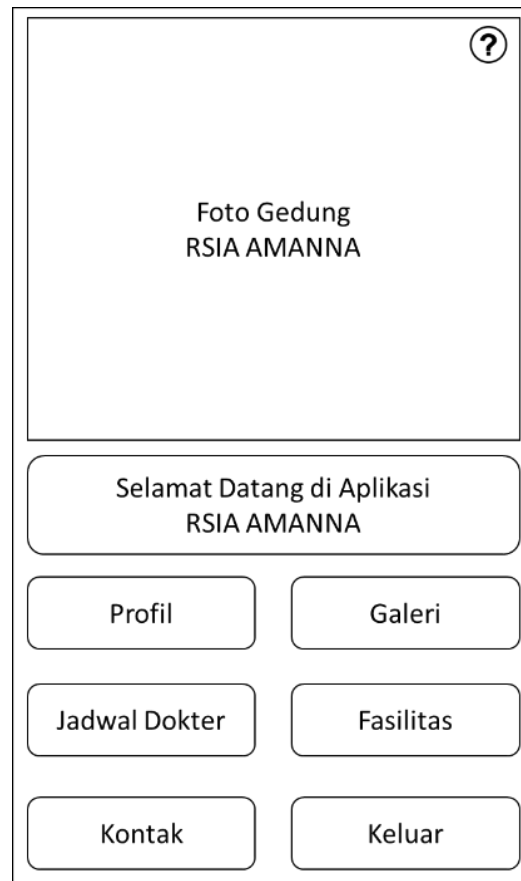 ?
Foto Gedung
RSIA AMANNA
Selamat Datang di Aplikasi
RSIA AMANNA
Profil
Galeri
Jadwal Dokter
Fasilitas
Kontak
Keluar